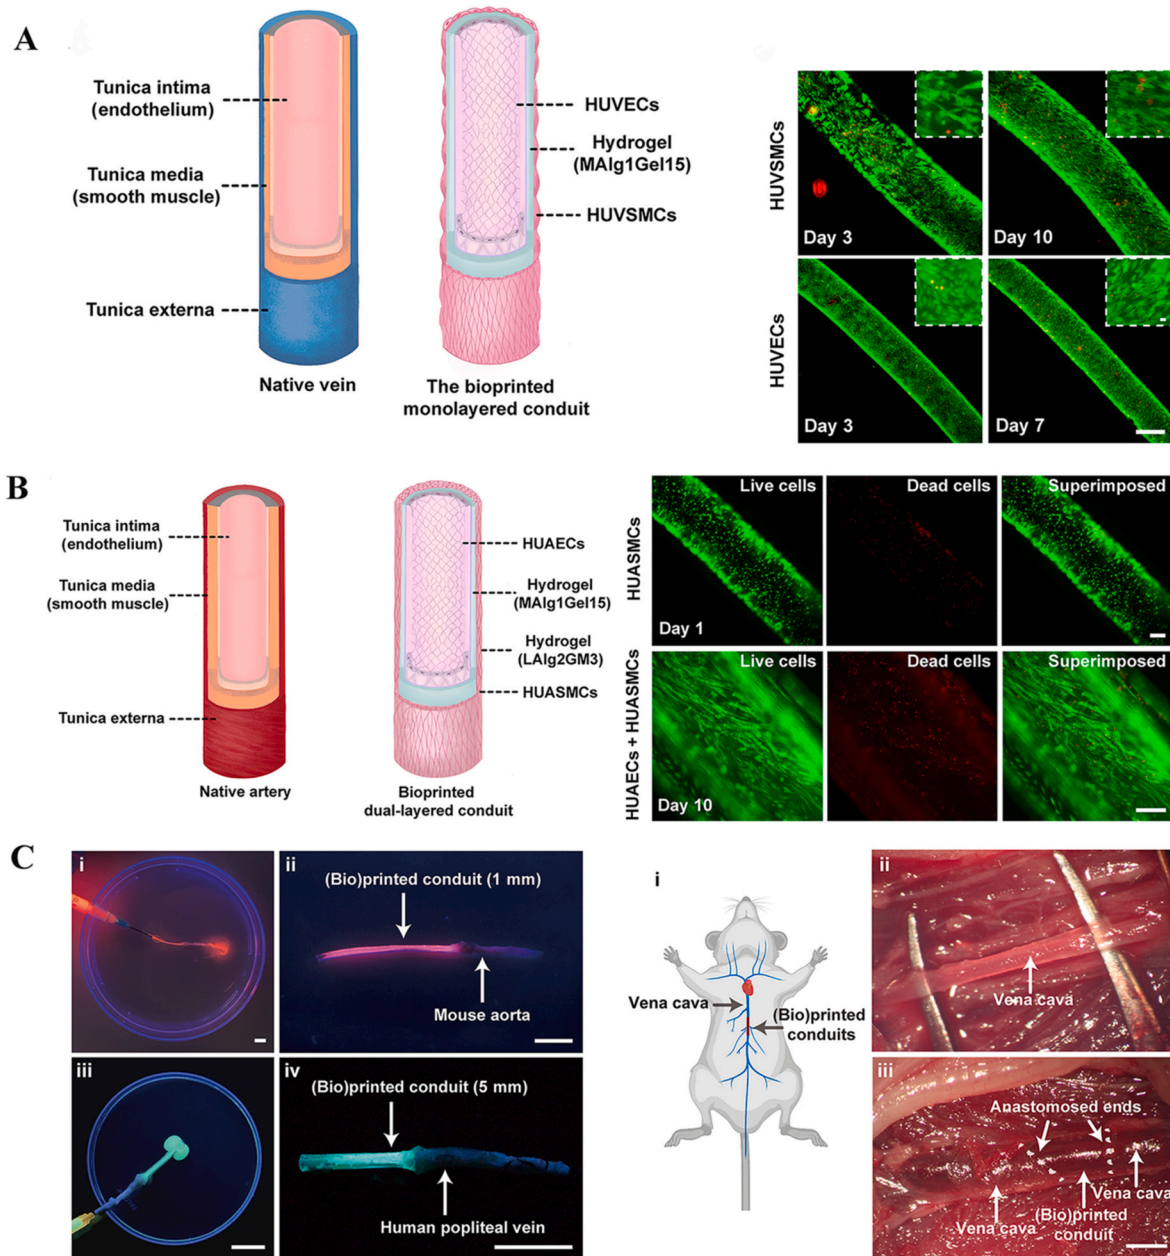 A
Tunica intima
(endothelium)
Tunica media
(smooth muscle)
Tunica externa
Native vein
HUVECs
Hydrogel
(MAlg1Gel15)
HUVSMCs
The bioprinted
monolayered conduit
HUVSMCs
Day 3
Day 10
HUVECs
Day 3
Day 7
B
Tunica intima
(endothelium)
Tunica media
(smooth muscle)
Tunica externa
Native artery
HUAECs
Hydrogel
(MAlg1Gel15)
Hydrogel
(LAlg2GM3)
HUASMCs
Bioprinted
dual-layered conduit
HUASMCs
Live cells
Dead cells
Superimposed
Day 1
HUAECs + HUASMCs
Live cells
Dead cells
Superimposed
Day 10
C
i
ii
(Bio)printed conduit (1 mm)
Mouse aorta
iii
iv
(Bio)printed conduit (5 mm)
Human popliteal vein
i
Vena cava
(Bio)printed
conduits
ii
Vena cava
iii
Anastomosed ends
Vena cava
Vena cava
(Bio)printed
conduit